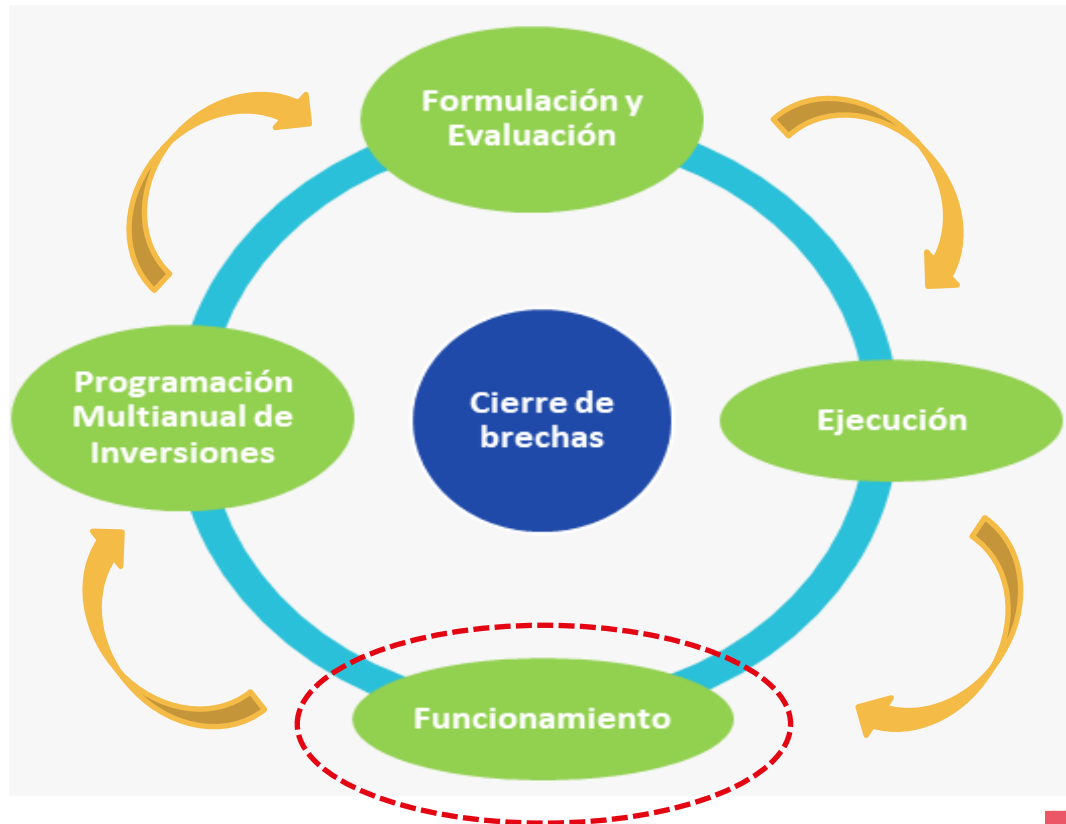 Formulación y
Evaluación
Programación
Multianual de
Inversiones
Cierre de
brechas
Ejecución
Funcionamiento